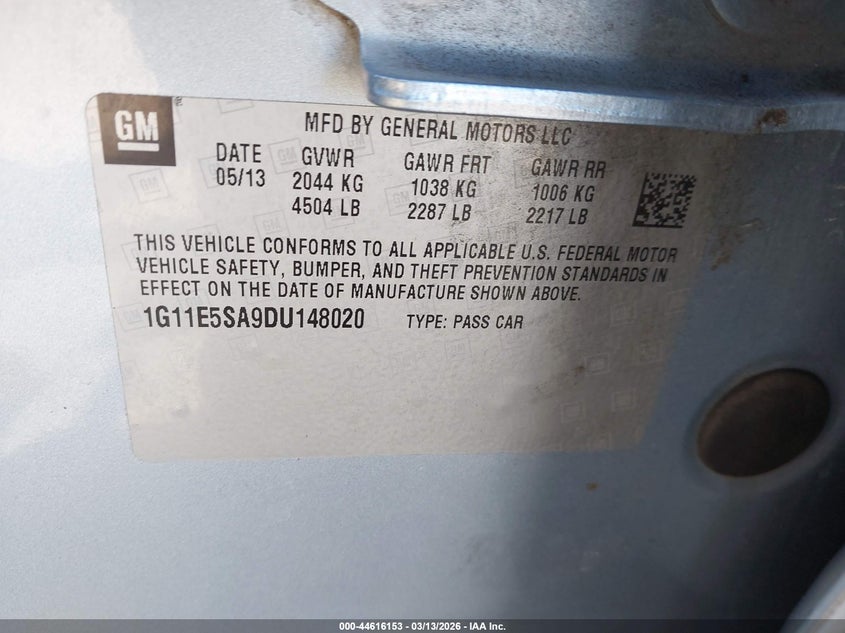 GM
MFD BY GENERAL MOTORS LLC
DATE GVWR GAWR FRT GAWR RR
05/13 2044 KG 1038 KG 1006 KG
4504 LB 2287 LB 2217 LB
THIS VEHICLE CONFORMS TO ALL APPLICABLE U.S. FEDERAL MOTOR
VEHICLE SAFETY, BUMPER, AND THEFT PREVENTION STANDARDS IN
EFFECT ON THE DATE OF MANUFACTURE SHOWN ABOVE.
1G11E5SA9DU148020 TYPE: PASS CAR
000-44616153 - 03/13/2026 - IAA Inc.